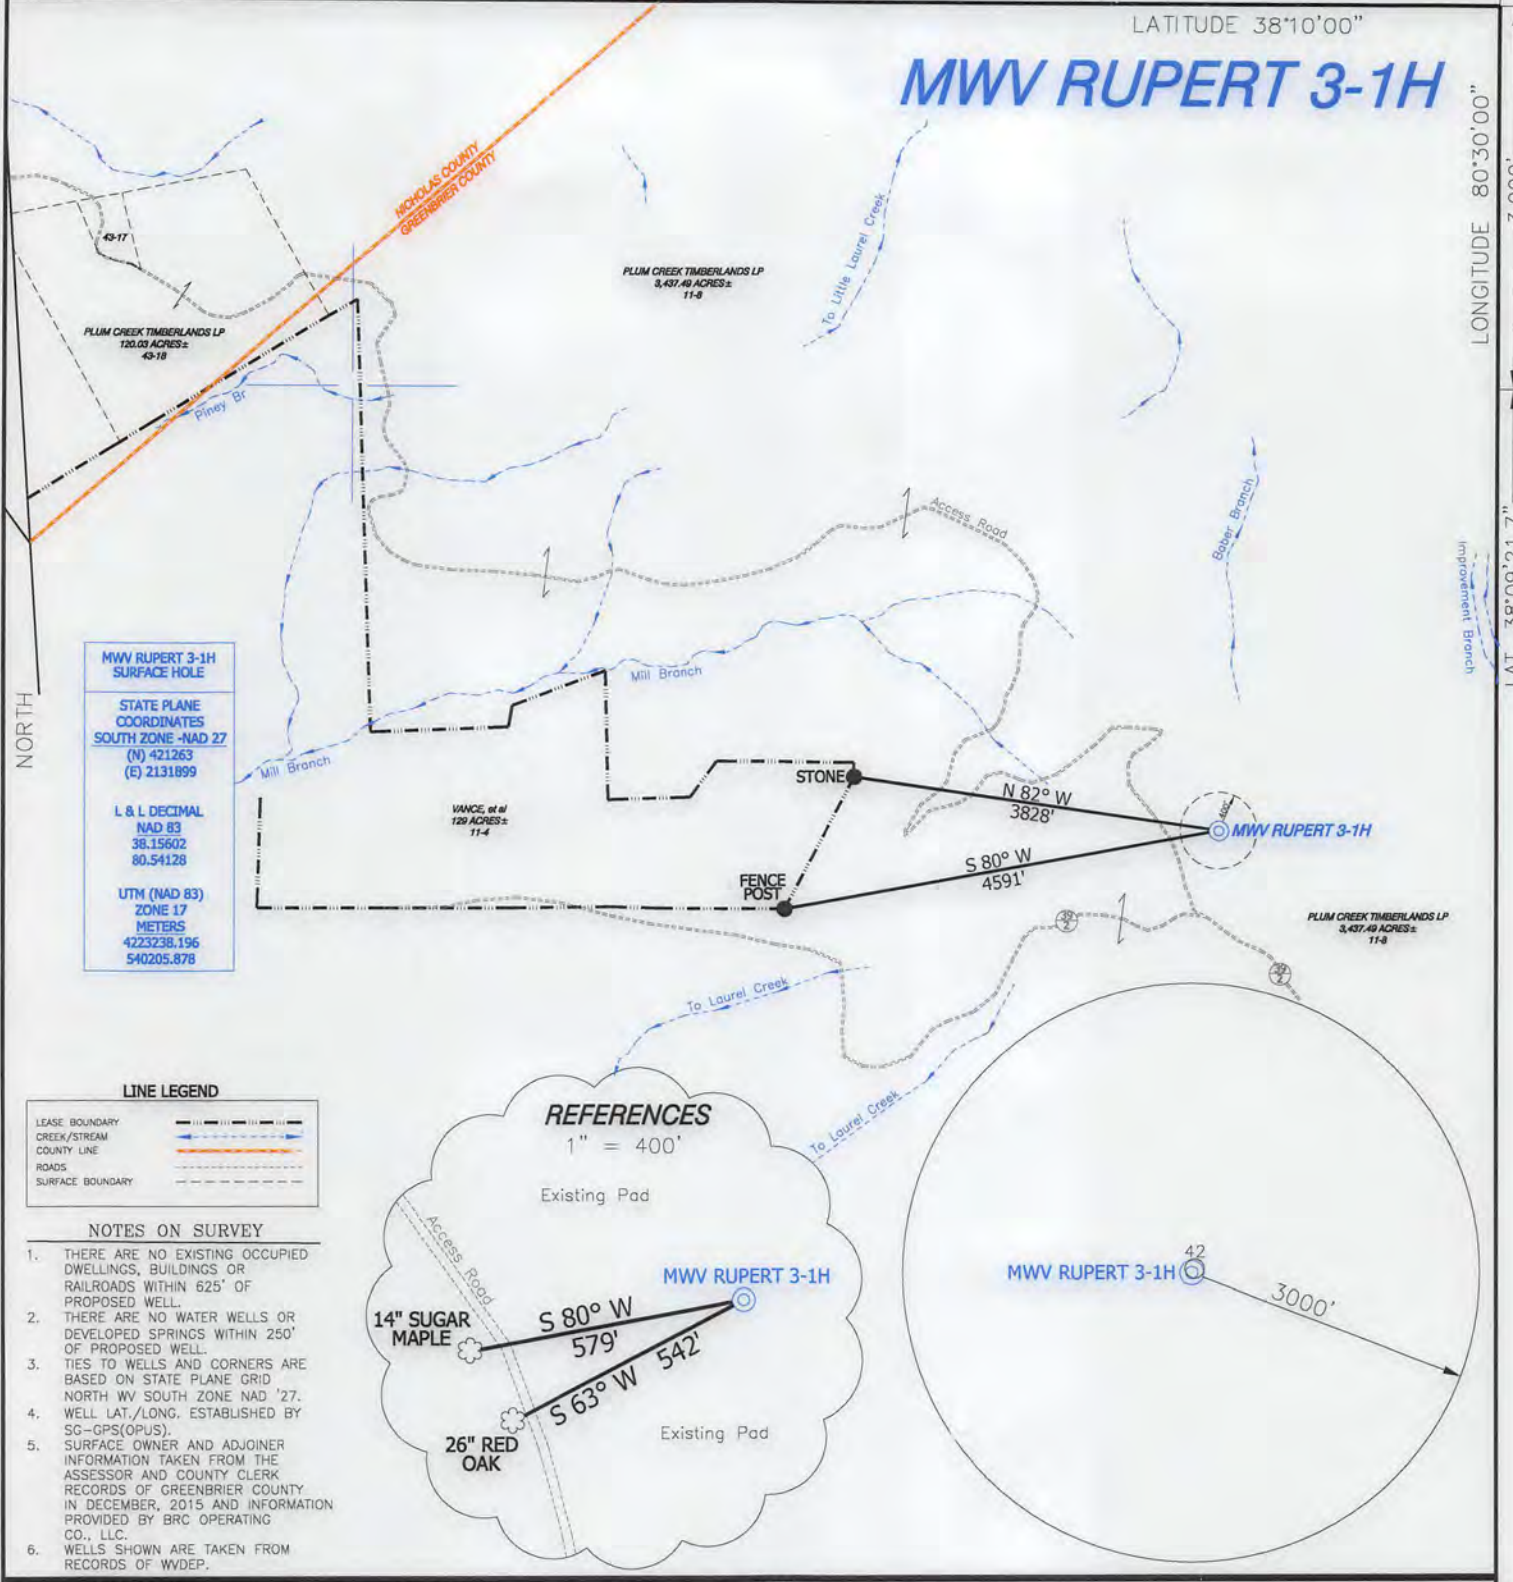 LATITUDE 38°10'00"
MWV RUPERT 3-1H
LONGITUDE 80°30'00"
NICHOLAS COUNTY
GREENBRIER COUNTY
43-17
PLUM CREEK TIMBERLANDS LP
120.03 ACRES±
43-18
PLUM CREEK TIMBERLANDS LP
3,437.49 ACRES±
11-8
To Little Laurel Creek
Piney Br
Access Road
Baber Branch
Improvement Branch
NORTH
MWV RUPERT 3-1H
SURFACE HOLE
STATE PLANE
COORDINATES
SOUTH ZONE -NAD 27
(N) 421263
(E) 2131899
L & L DECIMAL
NAD 83
38.15602
80.54128
UTM (NAD 83)
ZONE 17
METERS
4223238.196
540205.878
Mill Branch
Mill Branch
VANCE, et al
129 ACRES±
11-4
STONE
N 82° W
3828'
400'
MWV RUPERT 3-1H
FENCE
POST
S 80° W
4591'
39
2
39
2
PLUM CREEK TIMBERLANDS LP
3,437.49 ACRES±
11-8
To Laurel Creek
To Laurel Creek
LINE LEGEND
LEASE BOUNDARY
CREEK/STREAM
COUNTY LINE
ROADS
SURFACE BOUNDARY
NOTES ON SURVEY
1. THERE ARE NO EXISTING OCCUPIED
DWELLINGS, BUILDINGS OR
RAILROADS WITHIN 625' OF
PROPOSED WELL.
2. THERE ARE NO WATER WELLS OR
DEVELOPED SPRINGS WITHIN 250'
OF PROPOSED WELL.
3. TIES TO WELLS AND CORNERS ARE
BASED ON STATE PLANE GRID
NORTH WV SOUTH ZONE NAD '27.
4. WELL LAT./LONG. ESTABLISHED BY
SG-GPS(OPUS).
5. SURFACE OWNER AND ADJOINER
INFORMATION TAKEN FROM THE
ASSESSOR AND COUNTY CLERK
RECORDS OF GREENBRIER COUNTY
IN DECEMBER, 2015 AND INFORMATION
PROVIDED BY BRC OPERATING
CO., LLC.
6. WELLS SHOWN ARE TAKEN FROM
RECORDS OF WVDEP.
REFERENCES
1" = 400'
Existing Pad
Access Road
MWV RUPERT 3-1H
14" SUGAR
MAPLE
S 80° W
579'
S 63° W 542'
26" RED
OAK
Existing Pad
42
MWV RUPERT 3-1H
3000'